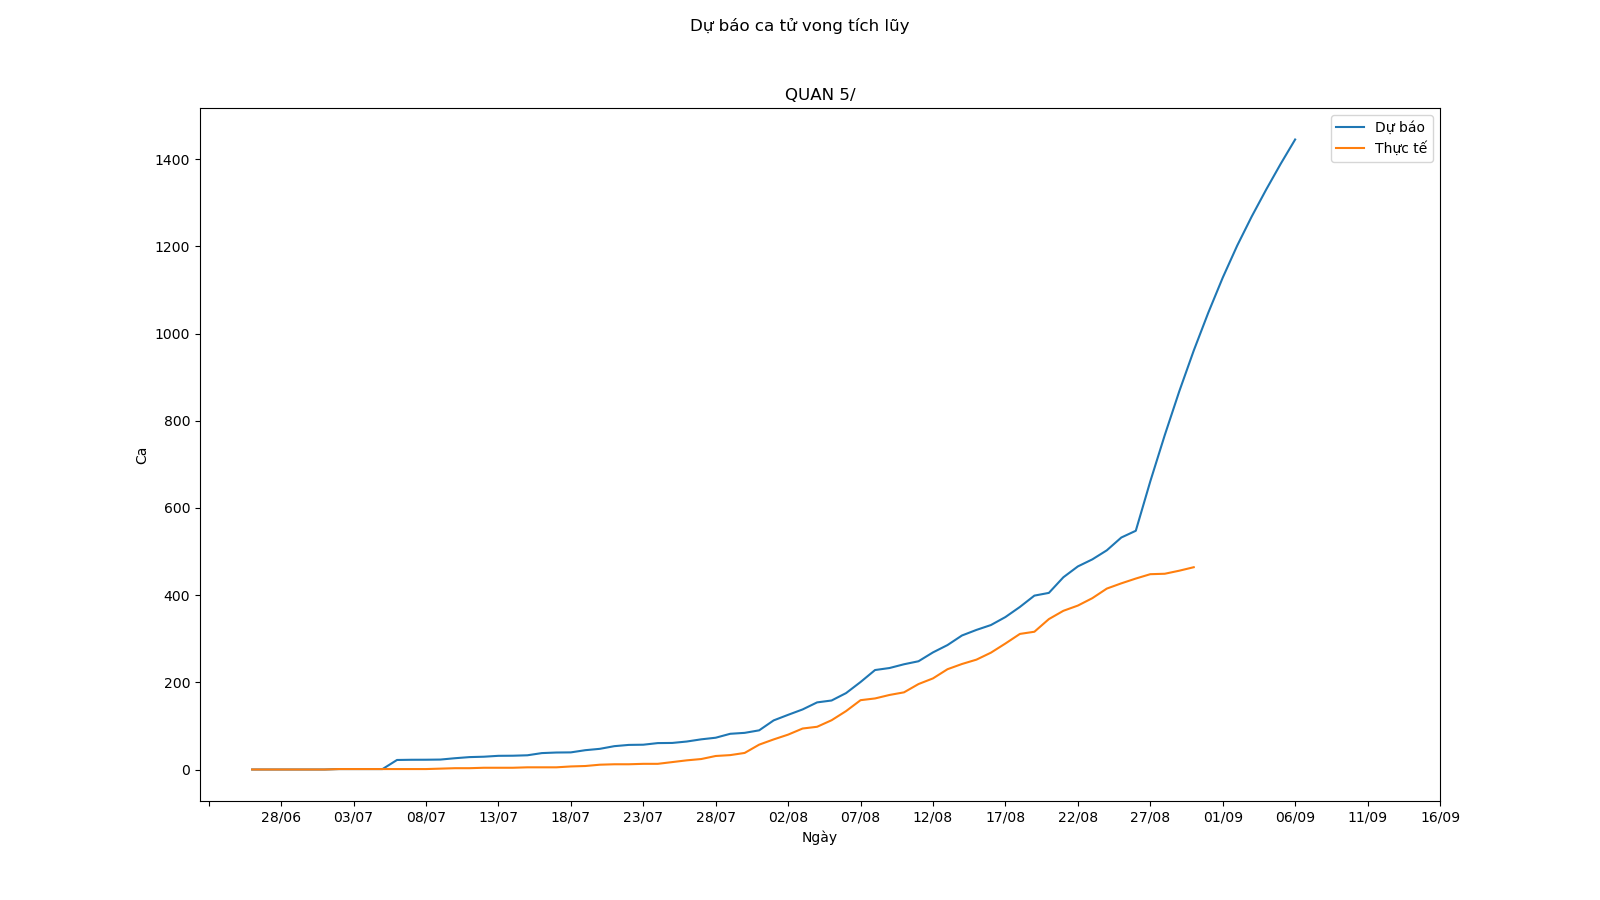 Dự báo ca tử vong tích lũy
QUAN 5/
Dự báo
Thực tế
1400
1200
1000
800
600
400
200
0
Ca
28/06 03/07 08/07 13/07 18/07 23/07 28/07 02/08 07/08 12/08 17/08 22/08 27/08 01/09 06/09 11/09 16/09
Ngày